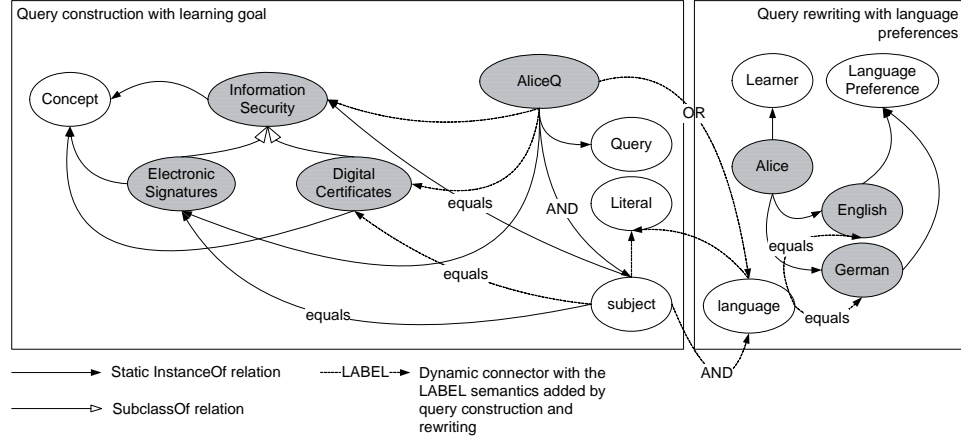 Query construction with learning goal
Query rewriting with language
preferences
Concept
Information
Security
AliceQ
Learner
Language
Preference
OR
Query
Alice
Electronic
Signatures
Digital
Certificates
equals
AND
Literal
English
equals
equals
German
subject
language
equals
equals
AND
Static InstanceOf relation
LABEL
Dynamic connector with the
LABEL semantics added by
query construction and
rewriting
SubclassOf relation